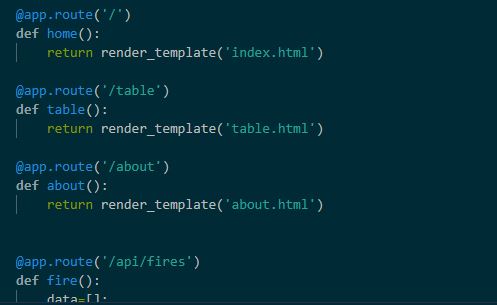 @app.route('/')
def home():
    return render_template('index.html')

@app.route('/table')
def table():
    return render_template('table.html')

@app.route('/about')
def about():
    return render_template('about.html')


@app.route('/api/fires')
def fire():
    data=[];